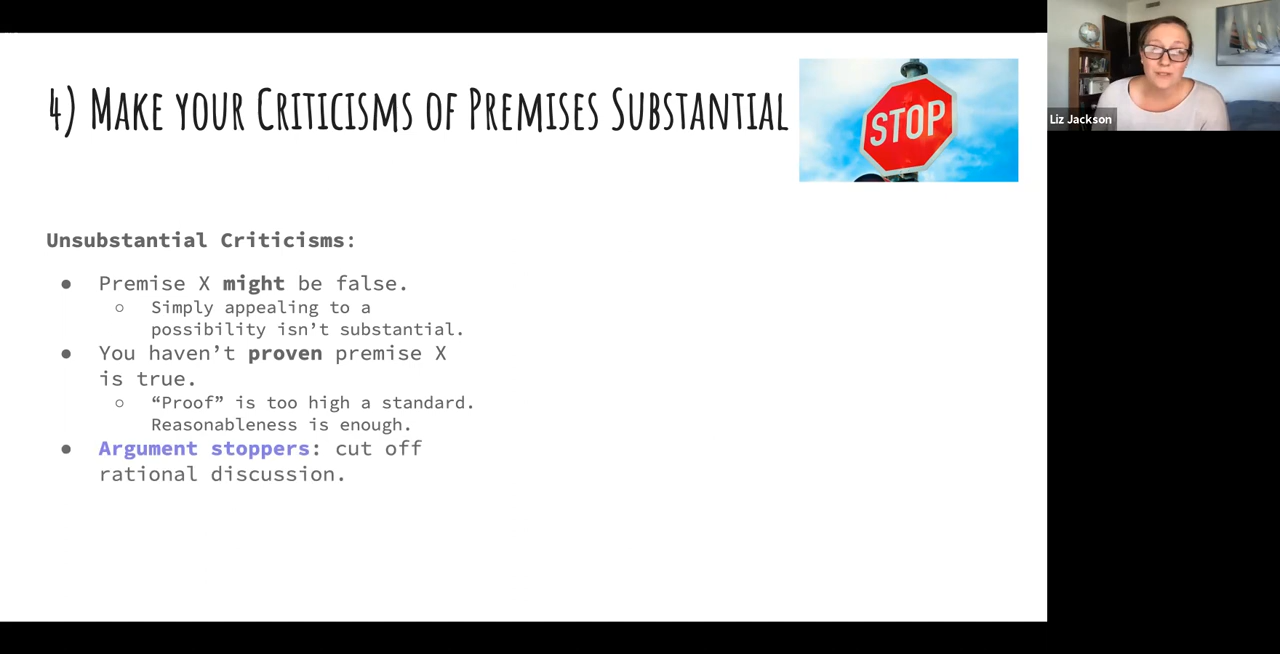 4) Make your Criticisms of Premises Substantial
STOP
Liz Jackson
Unsubstantial Criticisms:
● Premise X might be false.
○ Simply appealing to a
possibility isn’t substantial.
● You haven’t proven premise X
is true.
○ “Proof” is too high a standard.
Reasonableness is enough.
● Argument stoppers: cut off
rational discussion.